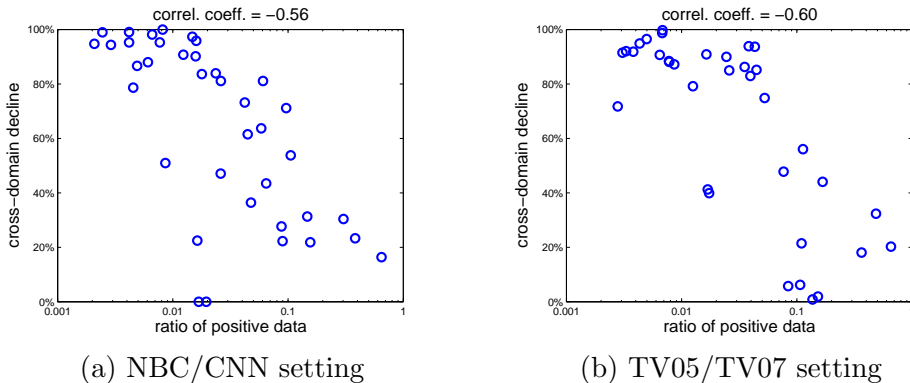 correl. coeff. = −0.56
100%
80%
60%
40%
20%
0%
cross−domain decline
0.001
0.01
0.1
1
ratio of positive data
(a) NBC/CNN setting
correl. coeff. = −0.60
100%
80%
60%
40%
20%
0%
cross−domain decline
0.001
0.01
0.1
ratio of positive data
(b) TV05/TV07 setting